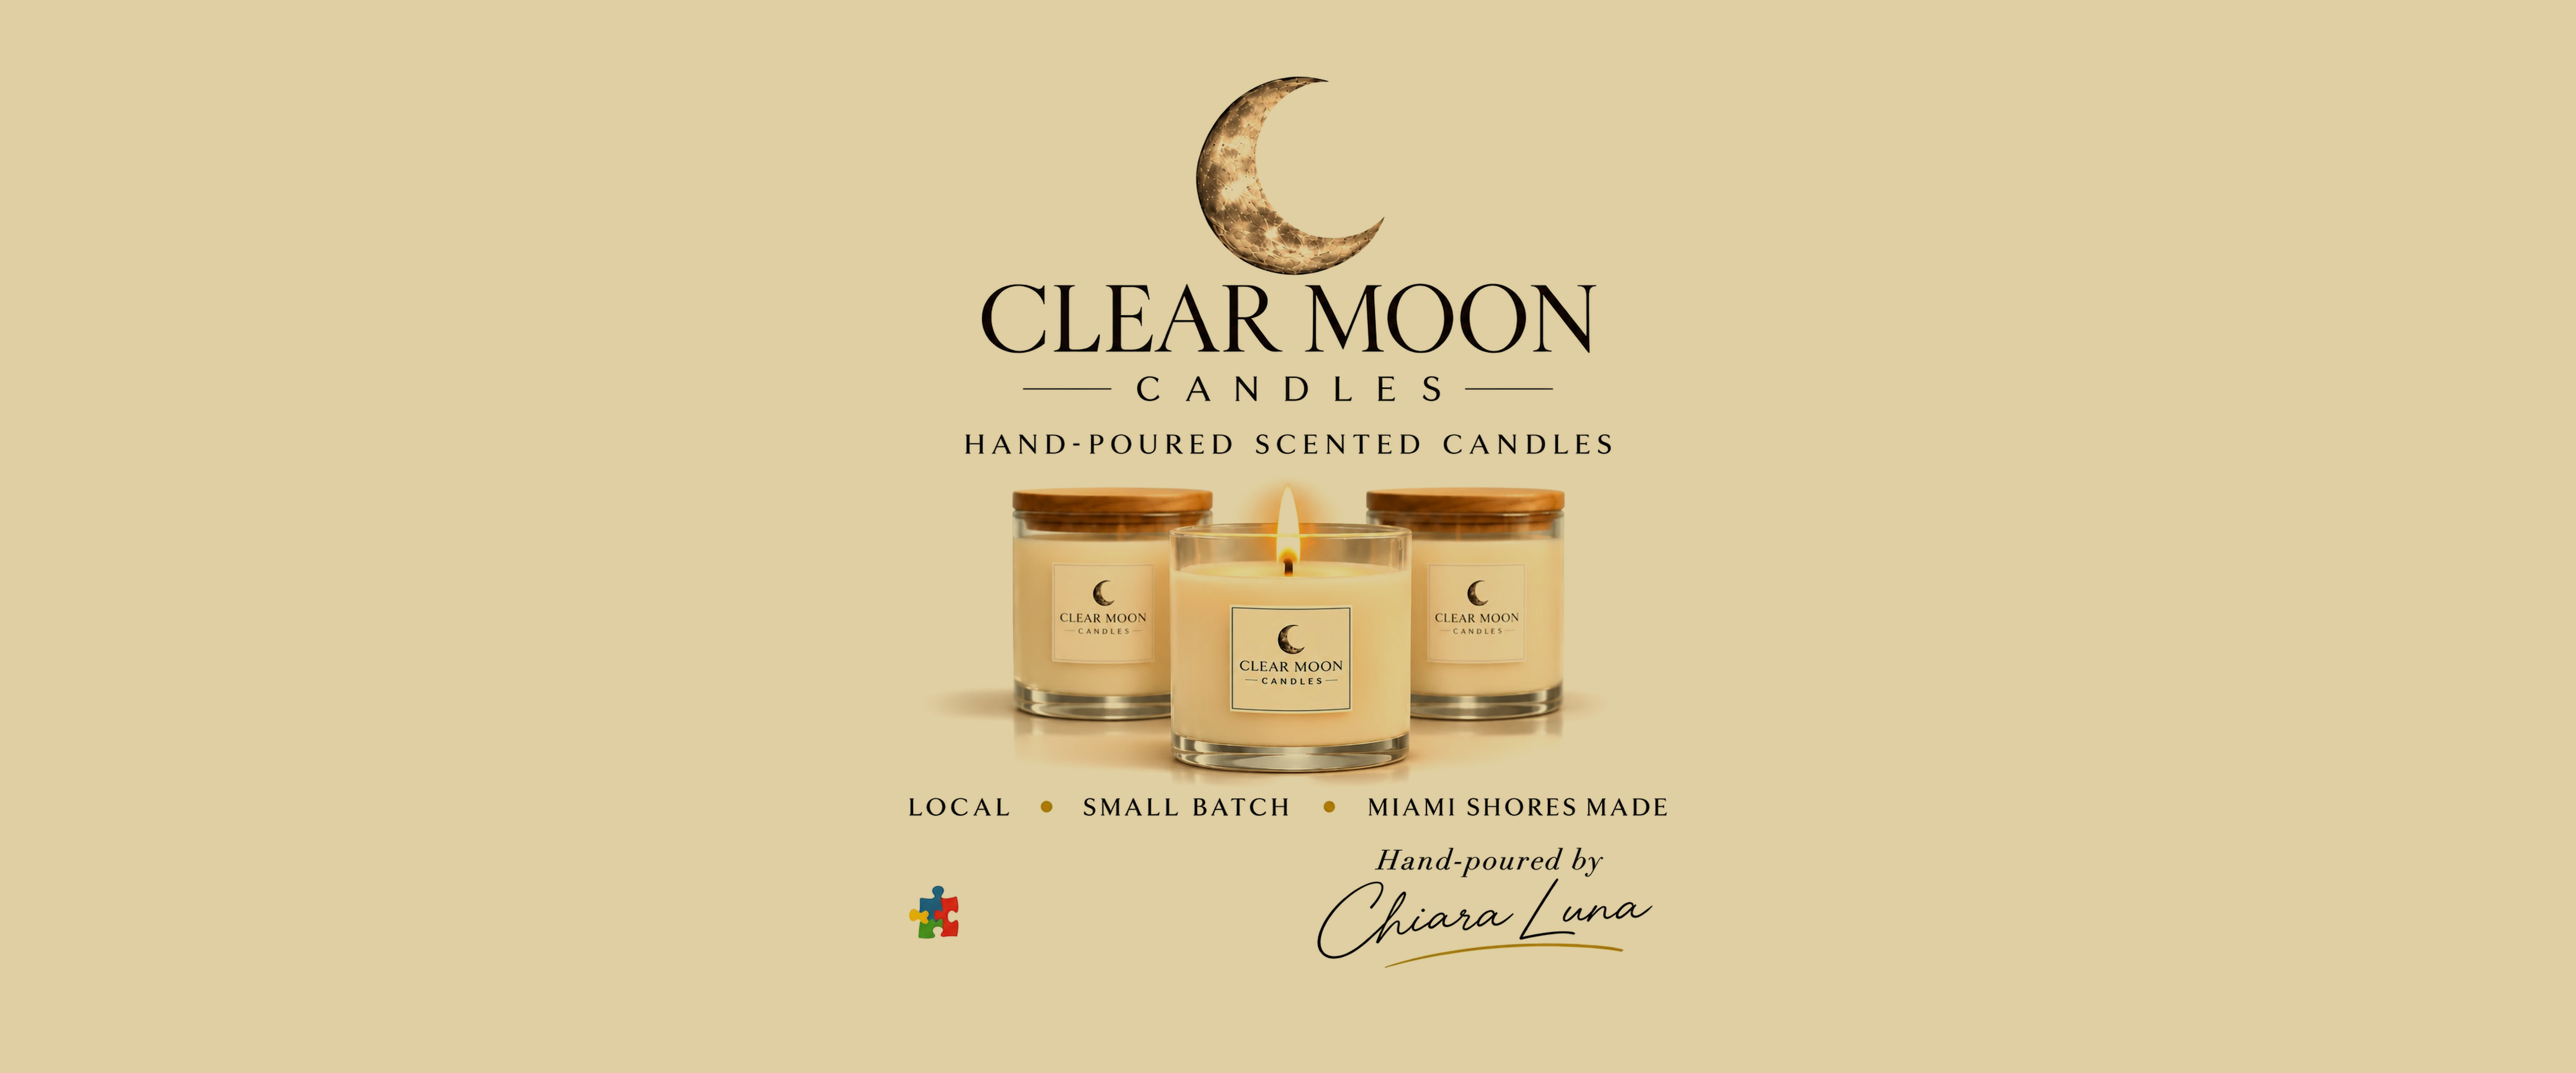 CLEAR MOON
CANDLES
HAND-POURED SCENTED CANDLES
CLEAR MOON
CANDLES
CLEAR MOON
CANDLES
CLEAR MOON
CANDLES
LOCAL • SMALL BATCH • MIAMI SHORES MADE
Hand-poured by
Chiara Luna